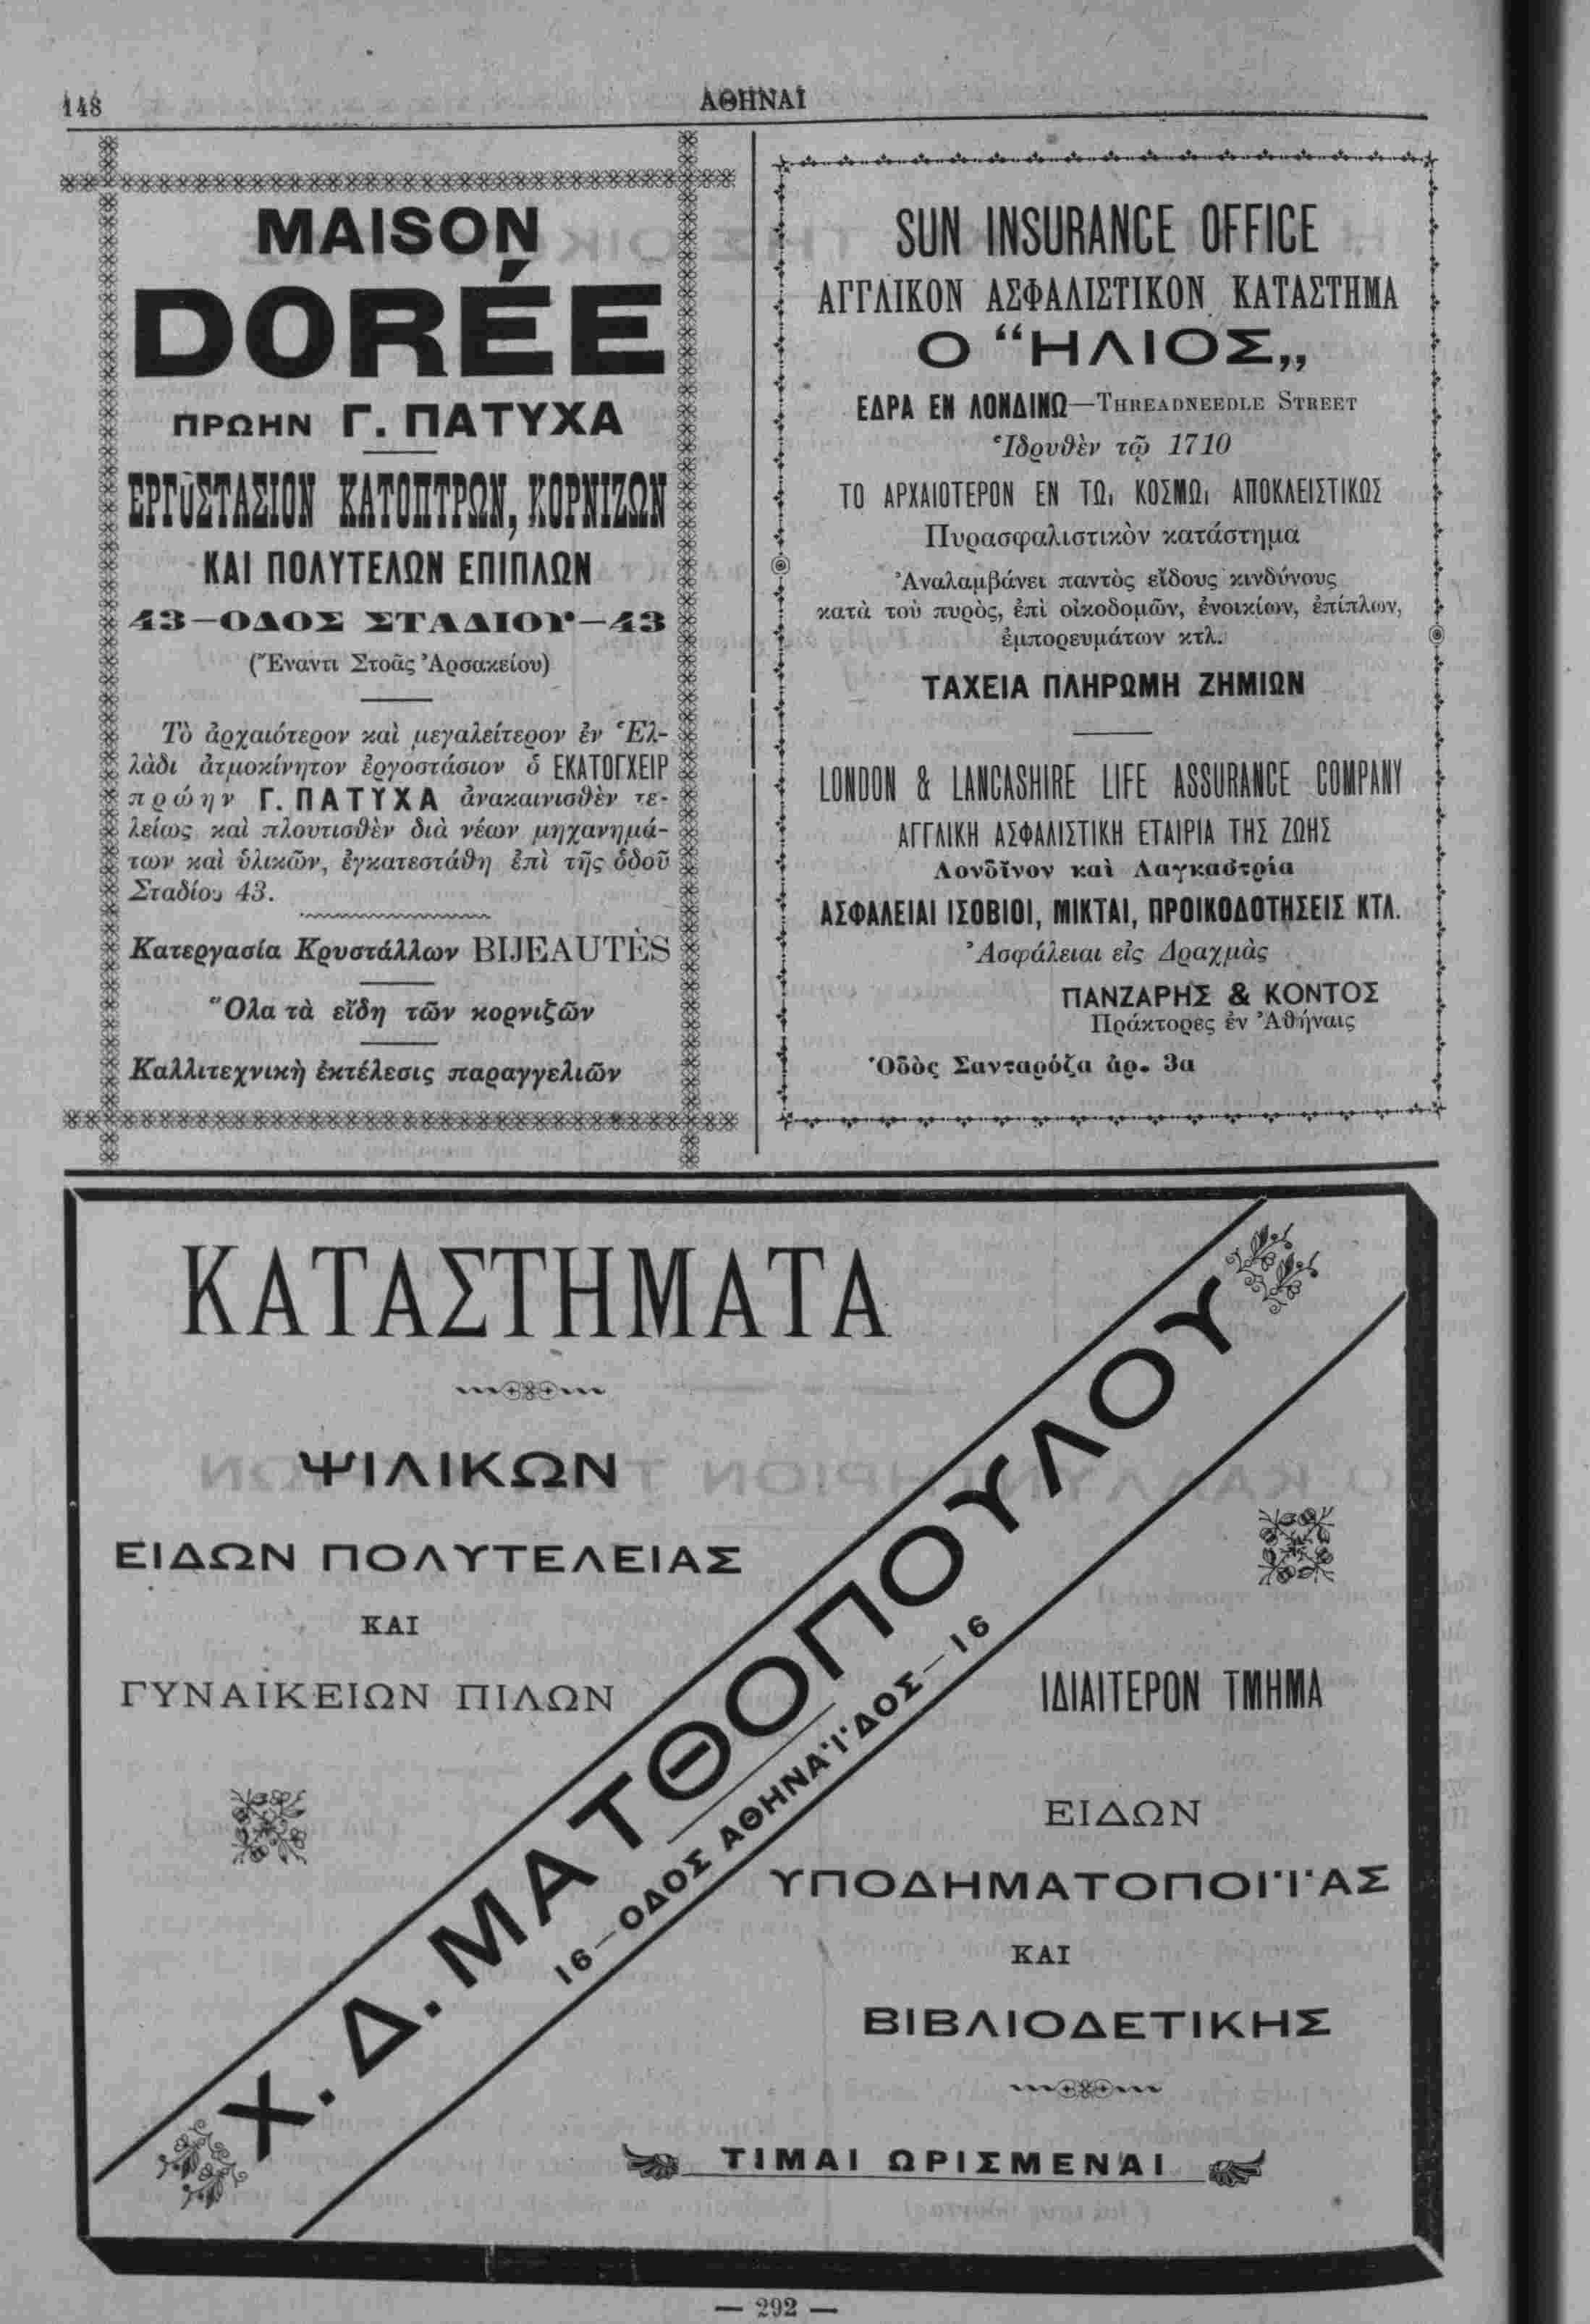 148
ΑΘΗΝΑΙ
MAISON
DORÉE
ΠΡΩΗΝ Γ. ΠΑΤΥΧΑ
ΕΡΓΟΣΤΑΣΙΟΝ ΚΑΤΟΠΤΡΩΝ, ΚΟΡΝΙΖΩΝ
ΚΑΙ ΠΟΛΥΤΕΛΩΝ ΕΠΙΠΛΩΝ
43—ΟΔΟΣ ΣΤΑΔΙΟΥ—43
(Ἔναντι Στοᾶς Ἀρσακείου)
Τὸ ἀρχαιότερον καὶ μεγαλείτερον ἐν Ἑλ-
λάδι ἀτμοκίνητον ἐργοστάσιον ὁ ΕΚΑΤΟΓΧΕΙΡ
πρώην Γ. ΠΑΤΥΧΑ ἀνακαινισθὲν τε-
λείως καὶ πλουτισθὲν διὰ νέων μηχανημά-
των καὶ ὑλικῶν, ἐγκατεστάθη ἐπὶ τῆς ὁδοῦ
Σταδίου 43.
Κατεργασία Κρυστάλλων BIJEAUTÈS
Ὅλα τὰ εἴδη τῶν κορνιζῶν
Καλλιτεχνικὴ ἐκτέλεσις παραγγελιῶν
SUN INSURANCE OFFICE
ΑΓΓΛΙΚΟΝ ΑΣΦΑΛΙΣΤΙΚΟΝ ΚΑΤΑΣΤΗΜΑ
Ο “ΗΛΙΟΣ„
ΕΔΡΑ ΕΝ ΛΟΝΔΙΝΩ—THREADNEEDLE STREET
Ἱδρυθὲν τῷ 1710
ΤΟ ΑΡΧΑΙΟΤΕΡΟΝ ΕΝ ΤΩι ΚΟΣΜΩι ΑΠΟΚΛΕΙΣΤΙΚΩΣ
Πυρασφαλιστικὸν κατάστημα
Ἀναλαμβάνει παντὸς εἴδους κινδύνους
κατὰ τοῦ πυρὸς, ἐπὶ οἰκοδομῶν, ἐνοικίων, ἐπίπλων,
ἐμπορευμάτων κτλ.
ΤΑΧΕΙΑ ΠΛΗΡΩΜΗ ΖΗΜΙΩΝ
LONDON & LANCASHIRE LIFE ASSURANCE COMPANY
ΑΓΓΛΙΚΗ ΑΣΦΑΛΙΣΤΙΚΗ ΕΤΑΙΡΙΑ ΤΗΣ ΖΩΗΣ
Λονδῖνον καὶ Λαγκαστρία
ΑΣΦΑΛΕΙΑΙ ΙΣΟΒΙΟΙ, ΜΙΚΤΑΙ, ΠΡΟΙΚΟΔΟΤΗΣΕΙΣ ΚΤΛ.
Ἀσφάλειαι εἰς Δραχμὰς
ΠΑΝΖΑΡΗΣ & ΚΟΝΤΟΣ
Πράκτορες ἐν Ἀθήναις
Ὁδὸς Σανταρόζα ἀρ. 3α
ΚΑΤΑΣΤΗΜΑΤΑ
ΨΙΛΙΚΩΝ
ΕΙΔΩΝ ΠΟΛΥΤΕΛΕΙΑΣ
ΚΑΙ
ΓΥΝΑΙΚΕΙΩΝ ΠΙΛΩΝ
Χ. Δ. ΜΑΤΘΟΠΟΥΛΟΥ
16—ΟΔΟΣ ΑΘΗΝΑΪΔΟΣ—16
ΙΔΙΑΙΤΕΡΟΝ ΤΜΗΜΑ
ΕΙΔΩΝ
ΥΠΟΔΗΜΑΤΟΠΟΙΪΑΣ
ΚΑΙ
ΒΙΒΛΙΟΔΕΤΙΚΗΣ
ΤΙΜΑΙ ΩΡΙΣΜΕΝΑΙ
— 292 —